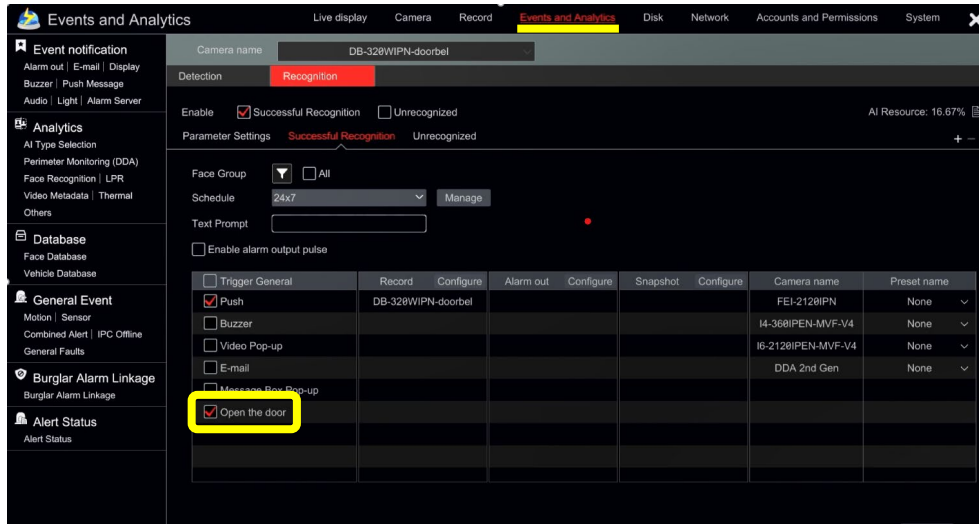 Events and Analytics
Live display Camera Record Events and Analytics Disk Network Accounts and Permissions System X
Event notification
Alarm out | E-mail | Display
Buzzer | Push Message
Audio | Light | Alarm Server
Analytics
AI Type Selection
Perimeter Monitoring (DDA)
Face Recognition | LPR
Video Metadata | Thermal
Others
Database
Face Database
Vehicle Database
General Event
Motion | Sensor
Combined Alert | IPC Offline
General Faults
Burglar Alarm Linkage
Burglar Alarm Linkage
Alert Status
Alert Status
Camera name DB-320WIPN-doorbel
Detection Recognition
Enable Successful Recognition Unrecognized AI Resource: 16.67%
Parameter Settings Successful Recognition Unrecognized + −
Face Group All
Schedule 24x7 Manage
Text Prompt
Enable alarm output pulse
Trigger General Record Configure Alarm out Configure Snapshot Configure Camera name Preset name
Push DB-320WIPN-doorbel FEI-2120IPN None
Buzzer I4-360IPEN-MVF-V4 None
Video Pop-up I6-2120IPEN-MVF-V4 None
E-mail DDA 2nd Gen None
Message Box Pop-up
Open the door